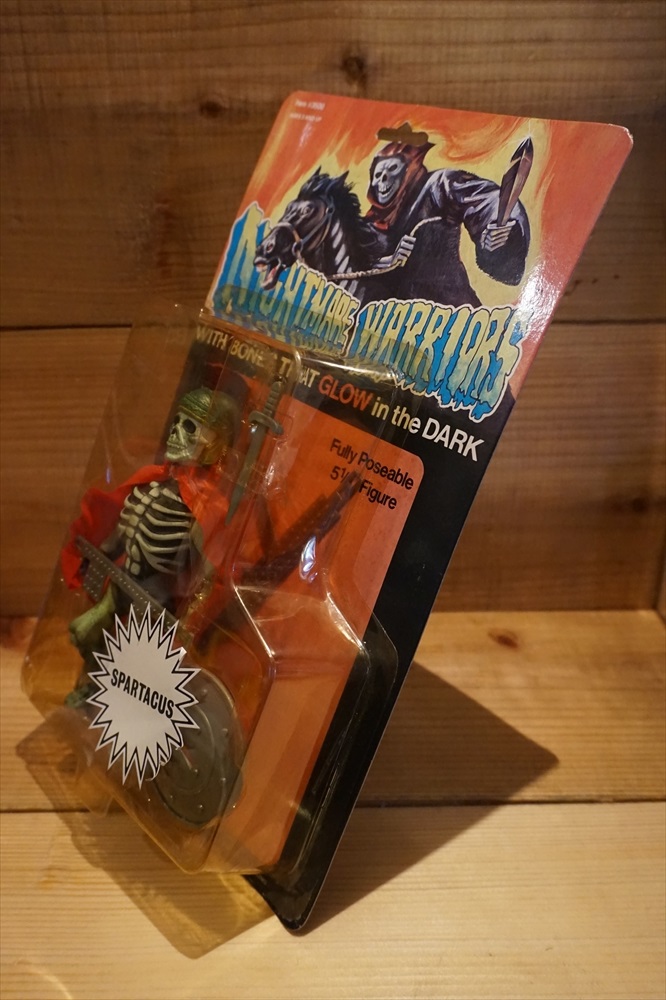 NIGHTMARE WARRIORS
WITH BONES THAT GLOW in the DARK
Fully Poseable
Figure
SPARTACUS